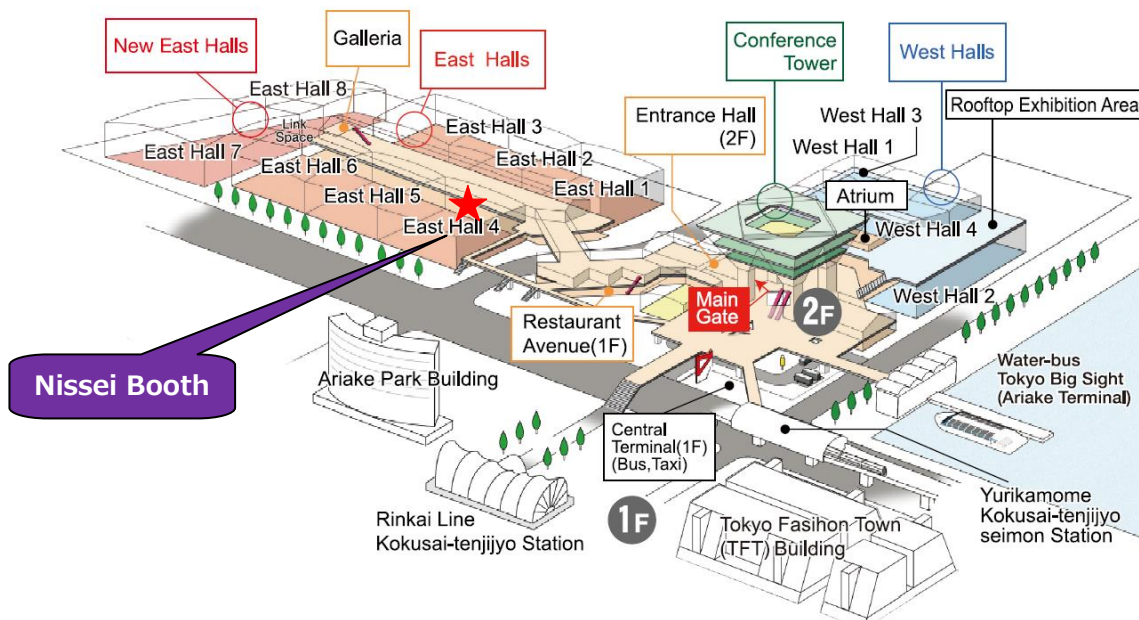 New East Halls
Galleria
East Halls
Conference
Tower
West Halls
East Hall 8
Link
Space
East Hall 3
Entrance Hall
(2F)
West Hall 3
Rooftop Exhibition Area
East Hall 7
East Hall 6
East Hall 2
West Hall 1
East Hall 5
East Hall 1
Atrium
East Hall 4
West Hall 4
Main
Gate
2F
West Hall 2
Restaurant
Avenue(1F)
Nissei Booth
Ariake Park Building
Water-bus
Tokyo Big Sight
(Ariake Terminal)
Central
Terminal(1F)
(Bus,Taxi)
Rinkai Line
Kokusai-tenjijyo Station
1F
Tokyo Fasihon Town
(TFT) Building
Yurikamome
Kokusai-tenjijyo
seimon Station